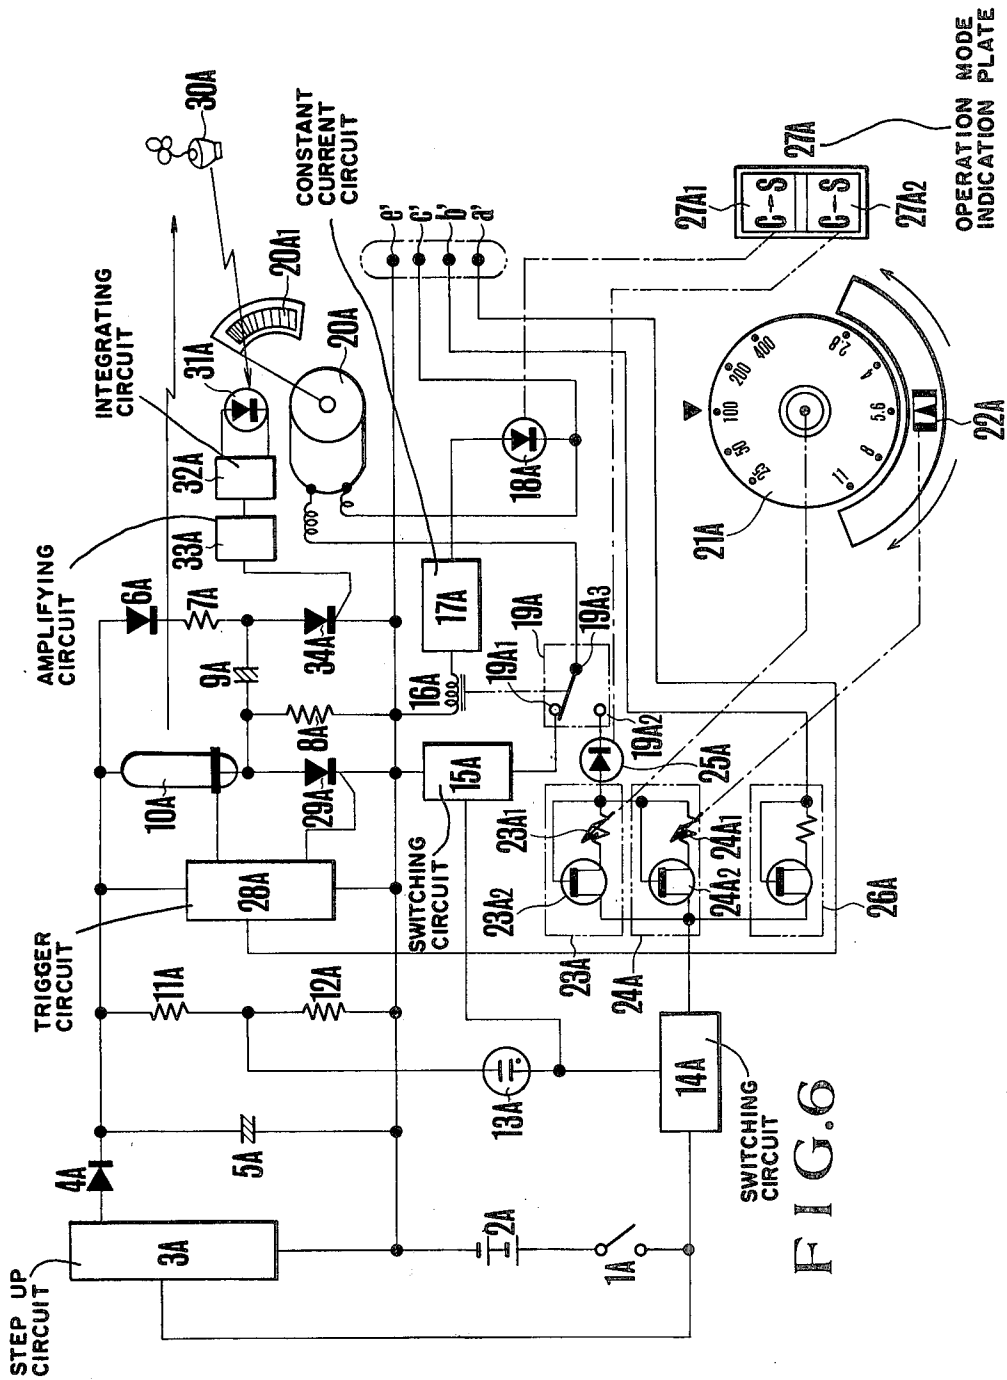 STEP UP
CIRCUIT
3A
4A
5A
11A
12A
TRIGGER
CIRCUIT
28A
10A
29A
8A
9A
6A
7A
34A
AMPLIFYING
CIRCUIT
33A
32A
INTEGRATING
CIRCUIT
31A
20A1
20A
30A
CONSTANT
CURRENT
CIRCUIT
e'
c'
b'
a'
2A
1A
13A
SWITCHING
CIRCUIT
15A
16A
17A
18A
19A
19A1
19A3
19A2
25A
23A1
23A2
23A
24A
24A1
24A2
26A
14A
SWITCHING
CIRCUIT
21A
25
50
100
200
400
11
8
5.6
4
2.8
22A
27A1
C-S
C-S
27A2
27A
OPERATION MODE
INDICATION PLATE
FIG.6